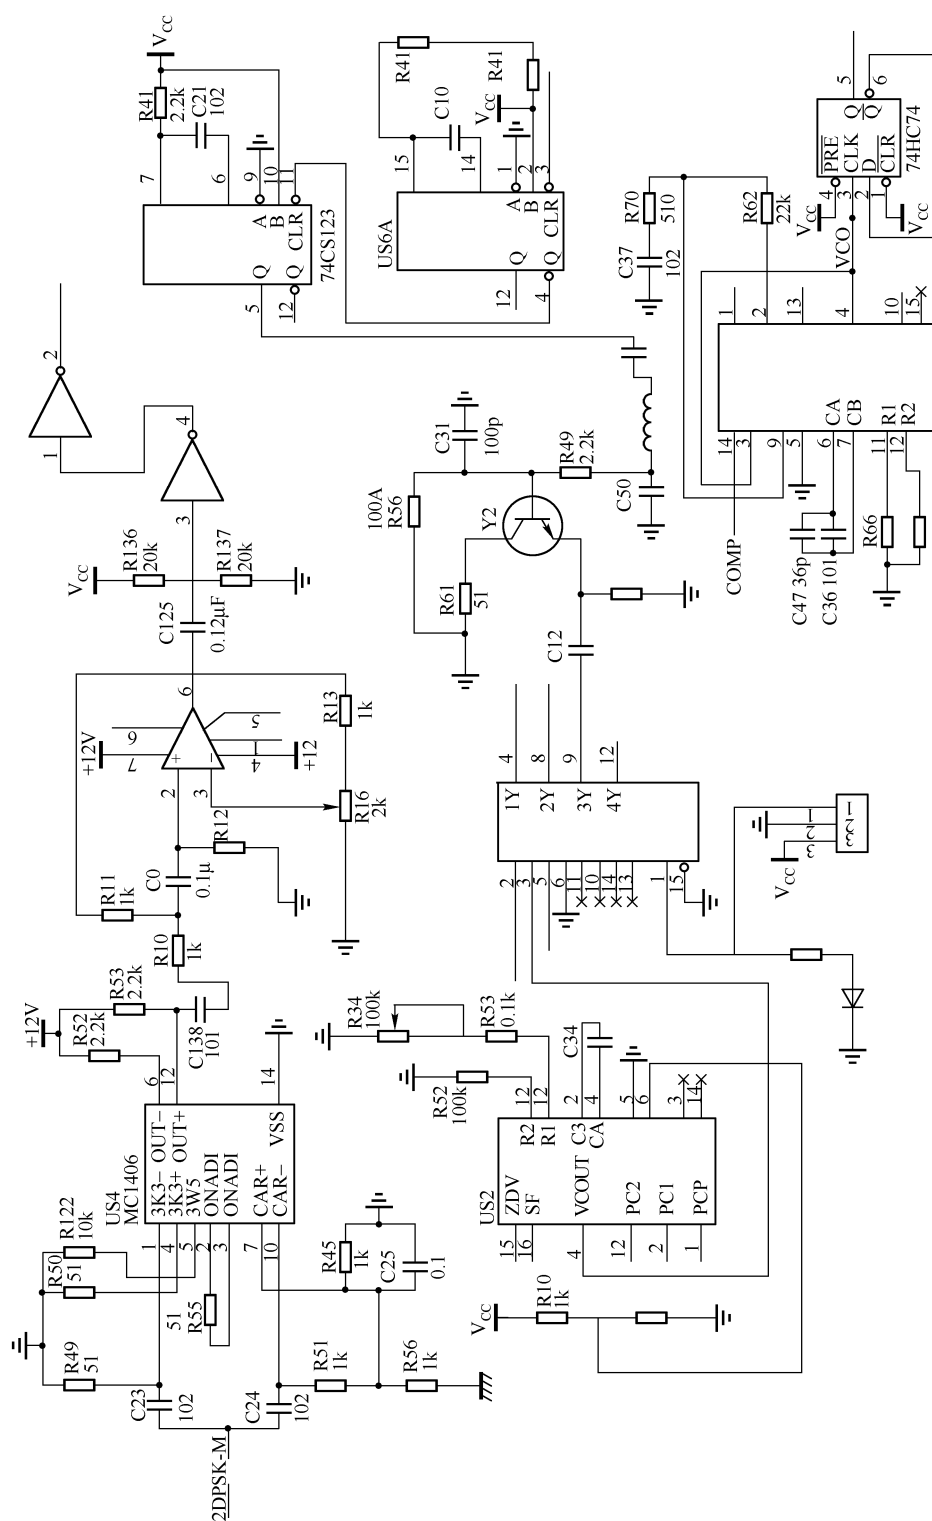 2DPSK-M
C23
102
C24
102
R49
51
R50
51
R122
10k
51
R55
R51
1k
R56
1k
R45
1k
C25
0.1
1
4
5
2
3
7
10
US4
MC1406
3K3−
OUT−
3K3+
OUT+
3W5
ONADI
ONADI
CAR+
CAR−
VSS
6
12
14
+12V
R52
2.2k
R53
2.2k
C138
101
R10
1k
R11
1k
C0
0.1μ
R12
2
3
+
−
+12V
7
6
5
1
4
+12
6
R16
2k
R13
1k
C125
0.12μF
VCC
R136
20k
R137
20k
3
4
1
2
VCC
R41
2.2k
C21
102
7
6
9
10
11
A
B
CLR
Q
Q
74CS123
5
12
R41
R41
C10
VCC
15
14
1
2
3
US6A
A
B
CLR
Q
Q
12
4
C31
100p
100A
R56
R49
2.2k
Y2
C50
R61
51
C12
4
8
9
12
1Y
2Y
3Y
4Y
2
3
5
6
11
10
14
13
1
15
VCC
1
2
3
1
2
3
R34
100k
R53
0.1k
R52
100k
C34
12
12
2
4
5
6
3
14
US2
ZDV
SF
VCOUT
PC2
PC1
PCP
R2
R1
C3
CA
15
16
4
12
2
1
VCC
R10
1k
R70
510
C37
102
R62
22k
VCO
1
2
13
4
10
15
14
3
9
5
6
7
11
12
CA
CB
R1
R2
COMP
C47 36p
C36 101
R66
VCC
VCC
4
3
2
1
PRE
CLK
D
CLR
Q
Q
74HC74
5
6